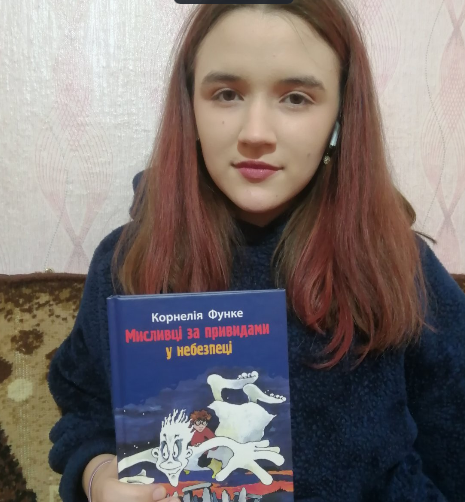 Корнелія Функе
Мисливці за привидами
у небезпеці